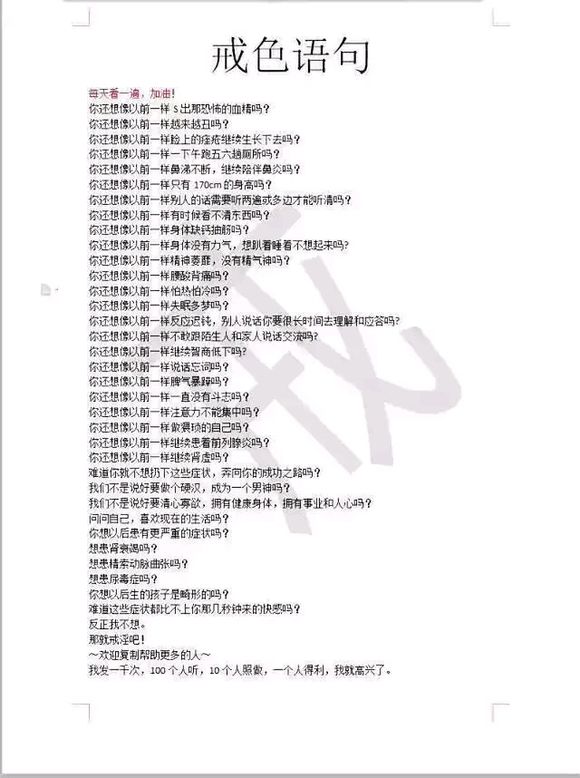 戒色语句
每天看一遍，加油！
你还想像以前一样 S 出那恐怖的血精吗？
你还想像以前一样越来越丑吗？
你还想像以前一样脸上的痘疮继续生长下去吗？
你还想像以前一样一下午跑五六趟厕所吗？
你还想像以前一样鼻涕不断，继续陪伴鼻炎吗？
你还想像以前一样只有 170cm 的身高吗？
你还想像以前一样别人的话需要听两遍或多边才能听清吗？
你还想像以前一样有时候看不清东西吗？
你还想像以前一样身体缺钙抽筋吗？
你还想像以前一样身体没有力气，想趴着睡着不想起来吗？
你还想像以前一样精神萎靡，没有精气神吗？
你还想像以前一样腰酸背痛吗？
你还想像以前一样怕热怕冷吗？
你还想像以前一样失眠多梦吗？
你还想像以前一样反应迟钝，别人说话你要很长时间去理解和应答吗？
你还想像以前一样不敢跟陌生人和家人说话交流吗？
你还想像以前一样继续智商低下吗？
你还想像以前一样说话忘词吗？
你还想像以前一样脾气暴躁吗？
你还想像以前一样一直没有斗志吗？
你还想像以前一样注意力不能集中吗？
你还想像以前一样做猥琐的自己吗？
你还想像以前一样继续患着前列腺炎吗？
你还想像以前一样继续肾虚吗？
难道你就不想扔下这些症状，奔向你的成功之路吗？
我们不是说好要做个硬汉，成为一个男神吗？
我们不是说好要清心寡欲，拥有健康身体，拥有事业和人心吗？
问问自己，喜欢现在的生活吗？
你想以后患有更严重的症状吗？
想患肾衰竭吗？
想患精索动脉曲张吗？
想患尿毒症吗？
你想以后生的孩子是畸形的吗？
难道这些症状都比不上你那几秒钟来的快感吗？
反正我不想。
那就戒淫吧！
～欢迎复制帮助更多的人～
我发一千次，100 个人听，10 个人照做，一个人得利，我就高兴了。